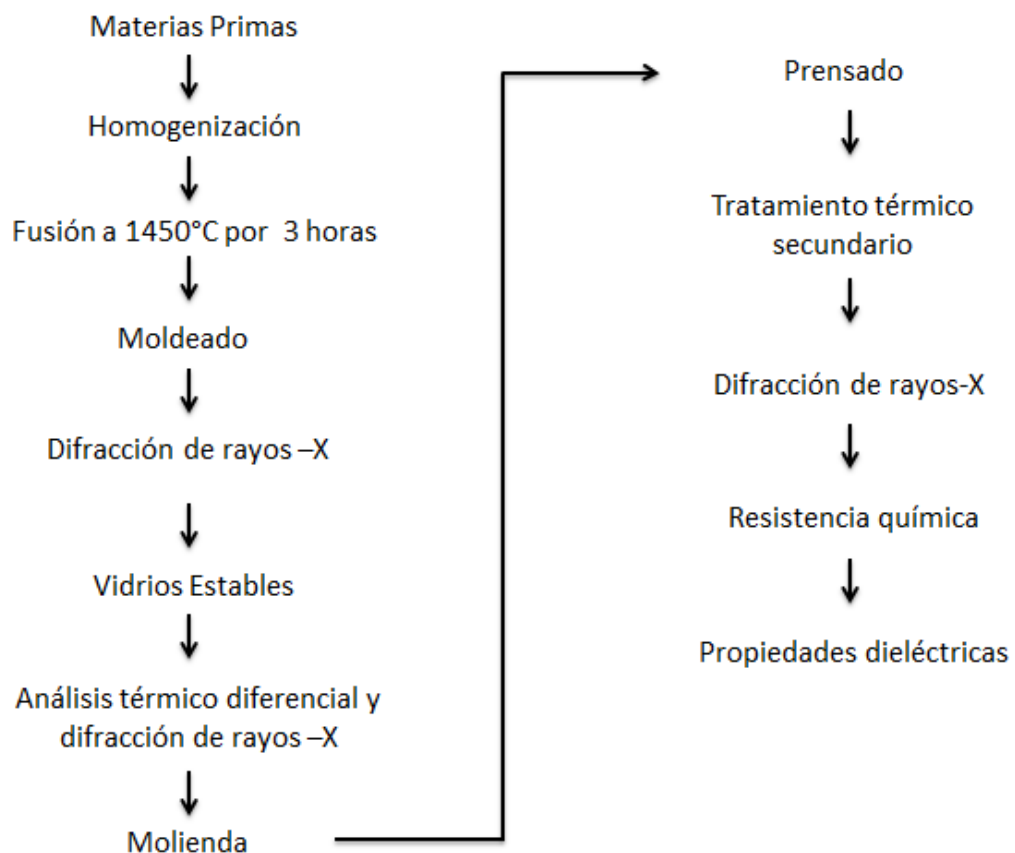 Materias Primas
Homogenización
Fusión a 1450°C por  3 horas
Moldeado
Difracción de rayos –X
Vidrios Estables
Análisis térmico diferencial y
difracción de rayos –X
Molienda
Prensado
Tratamiento térmico
secundario
Difracción de rayos-X
Resistencia química
Propiedades dieléctricas